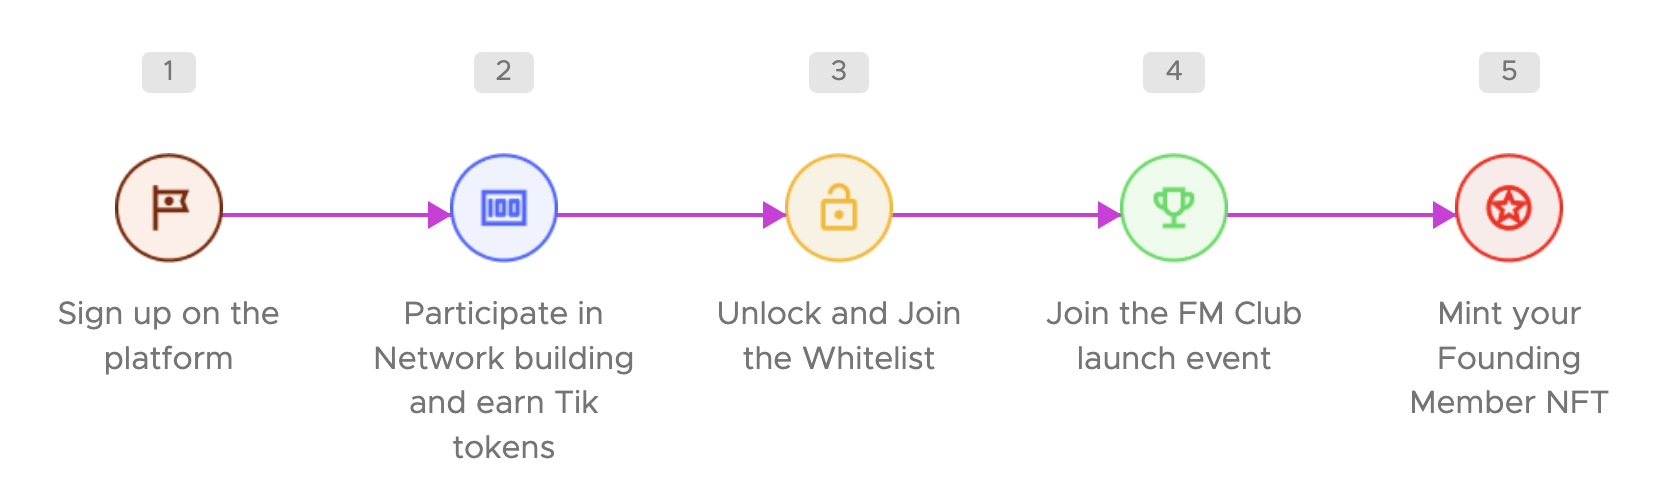 1
2
3
4
5
100
Sign up on the
platform
Participate in
Network building
and earn Tik
tokens
Unlock and Join
the Whitelist
Join the FM Club
launch event
Mint your
Founding
Member NFT